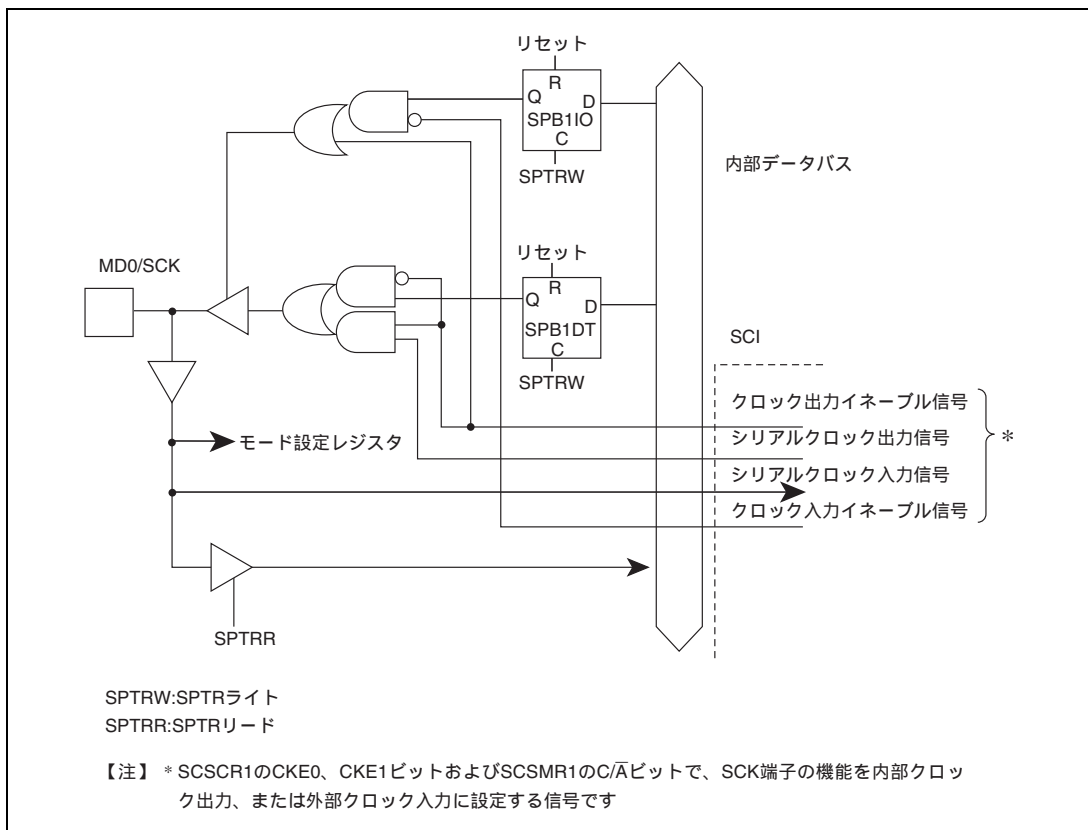 リセット
R
Q
D
SPB1IO
C
SPTRW
内部データバス
リセット
MD0/SCK
R
Q
D
SPB1DT
C
SPTRW
SCI
クロック出力イネーブル信号
シリアルクロック出力信号
*
モード設定レジスタ
シリアルクロック入力信号
クロック入力イネーブル信号
SPTRR
SPTRW:SPTRライト
SPTRR:SPTRリード
【注】 * SCSCR1のCKE0、CKE1ビットおよびSCSMR1のC/A̅ビットで、SCK端子の機能を内部クロッ
ク出力、または外部クロック入力に設定する信号です